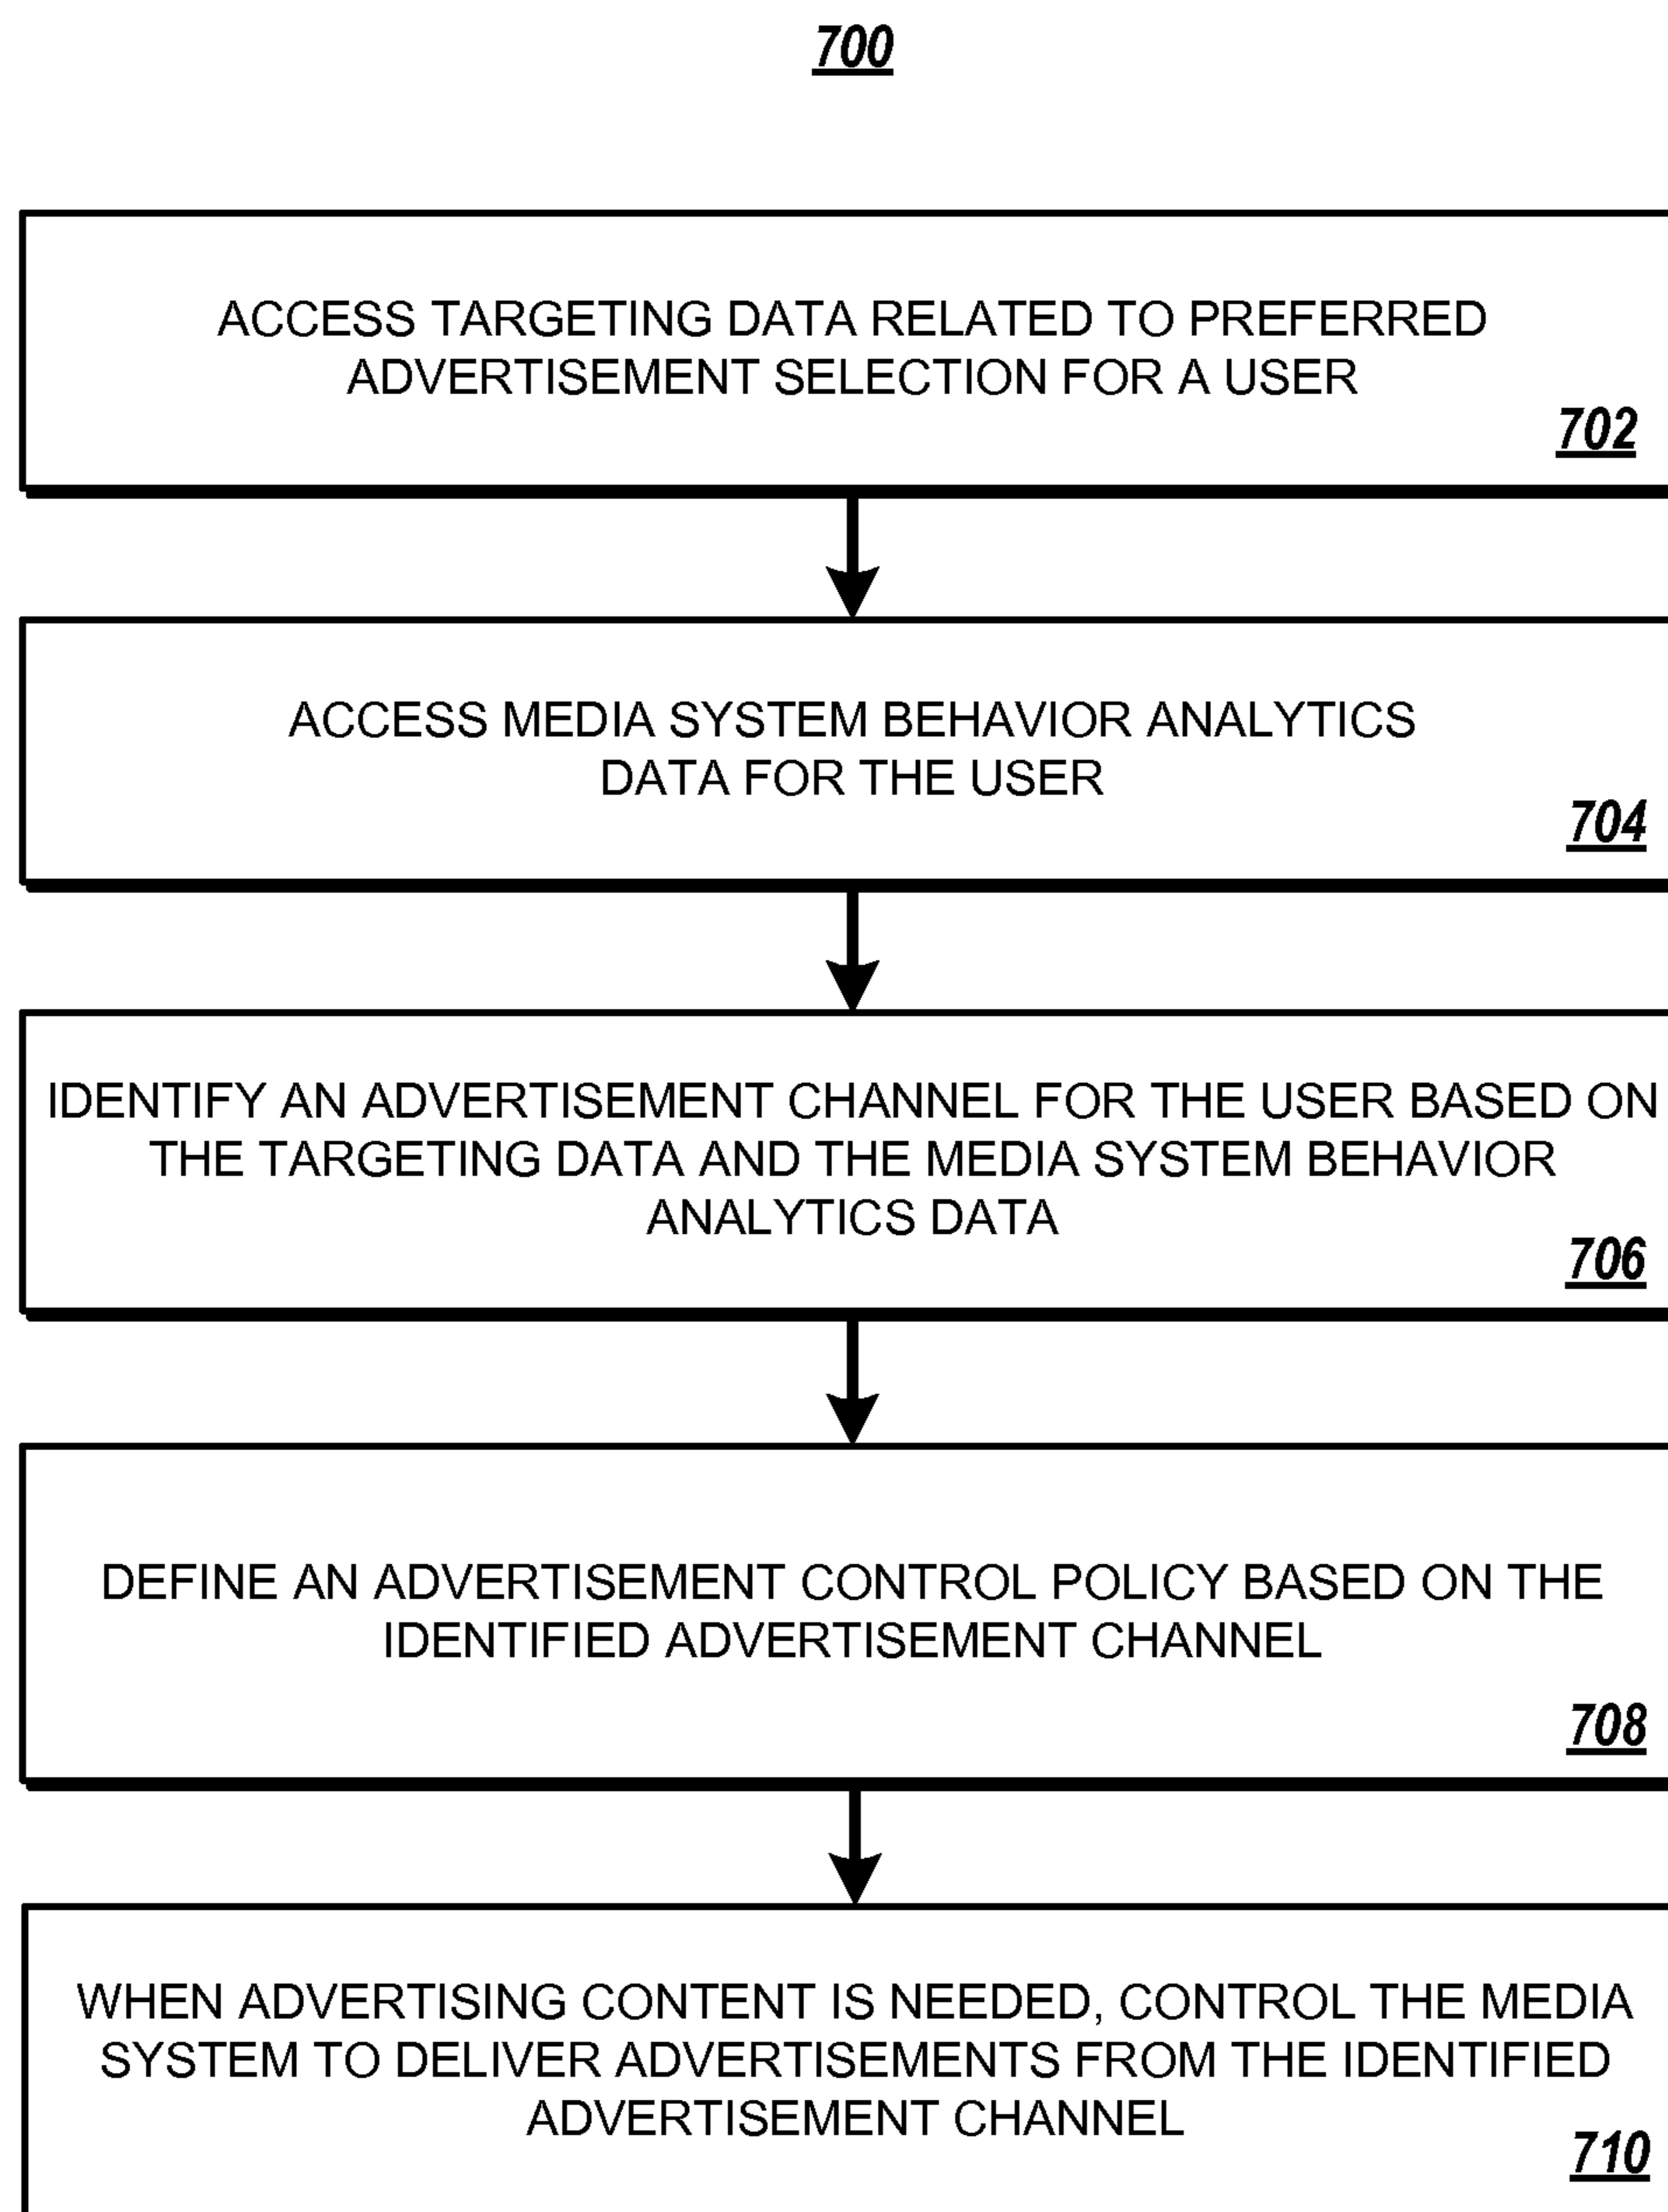 700
ACCESS TARGETING DATA RELATED TO PREFERRED
ADVERTISEMENT SELECTION FOR A USER
702
ACCESS MEDIA SYSTEM BEHAVIOR ANALYTICS
DATA FOR THE USER
704
IDENTIFY AN ADVERTISEMENT CHANNEL FOR THE USER BASED ON
THE TARGETING DATA AND THE MEDIA SYSTEM BEHAVIOR
ANALYTICS DATA
706
DEFINE AN ADVERTISEMENT CONTROL POLICY BASED ON THE
IDENTIFIED ADVERTISEMENT CHANNEL
708
WHEN ADVERTISING CONTENT IS NEEDED, CONTROL THE MEDIA
SYSTEM TO DELIVER ADVERTISEMENTS FROM THE IDENTIFIED
ADVERTISEMENT CHANNEL
710